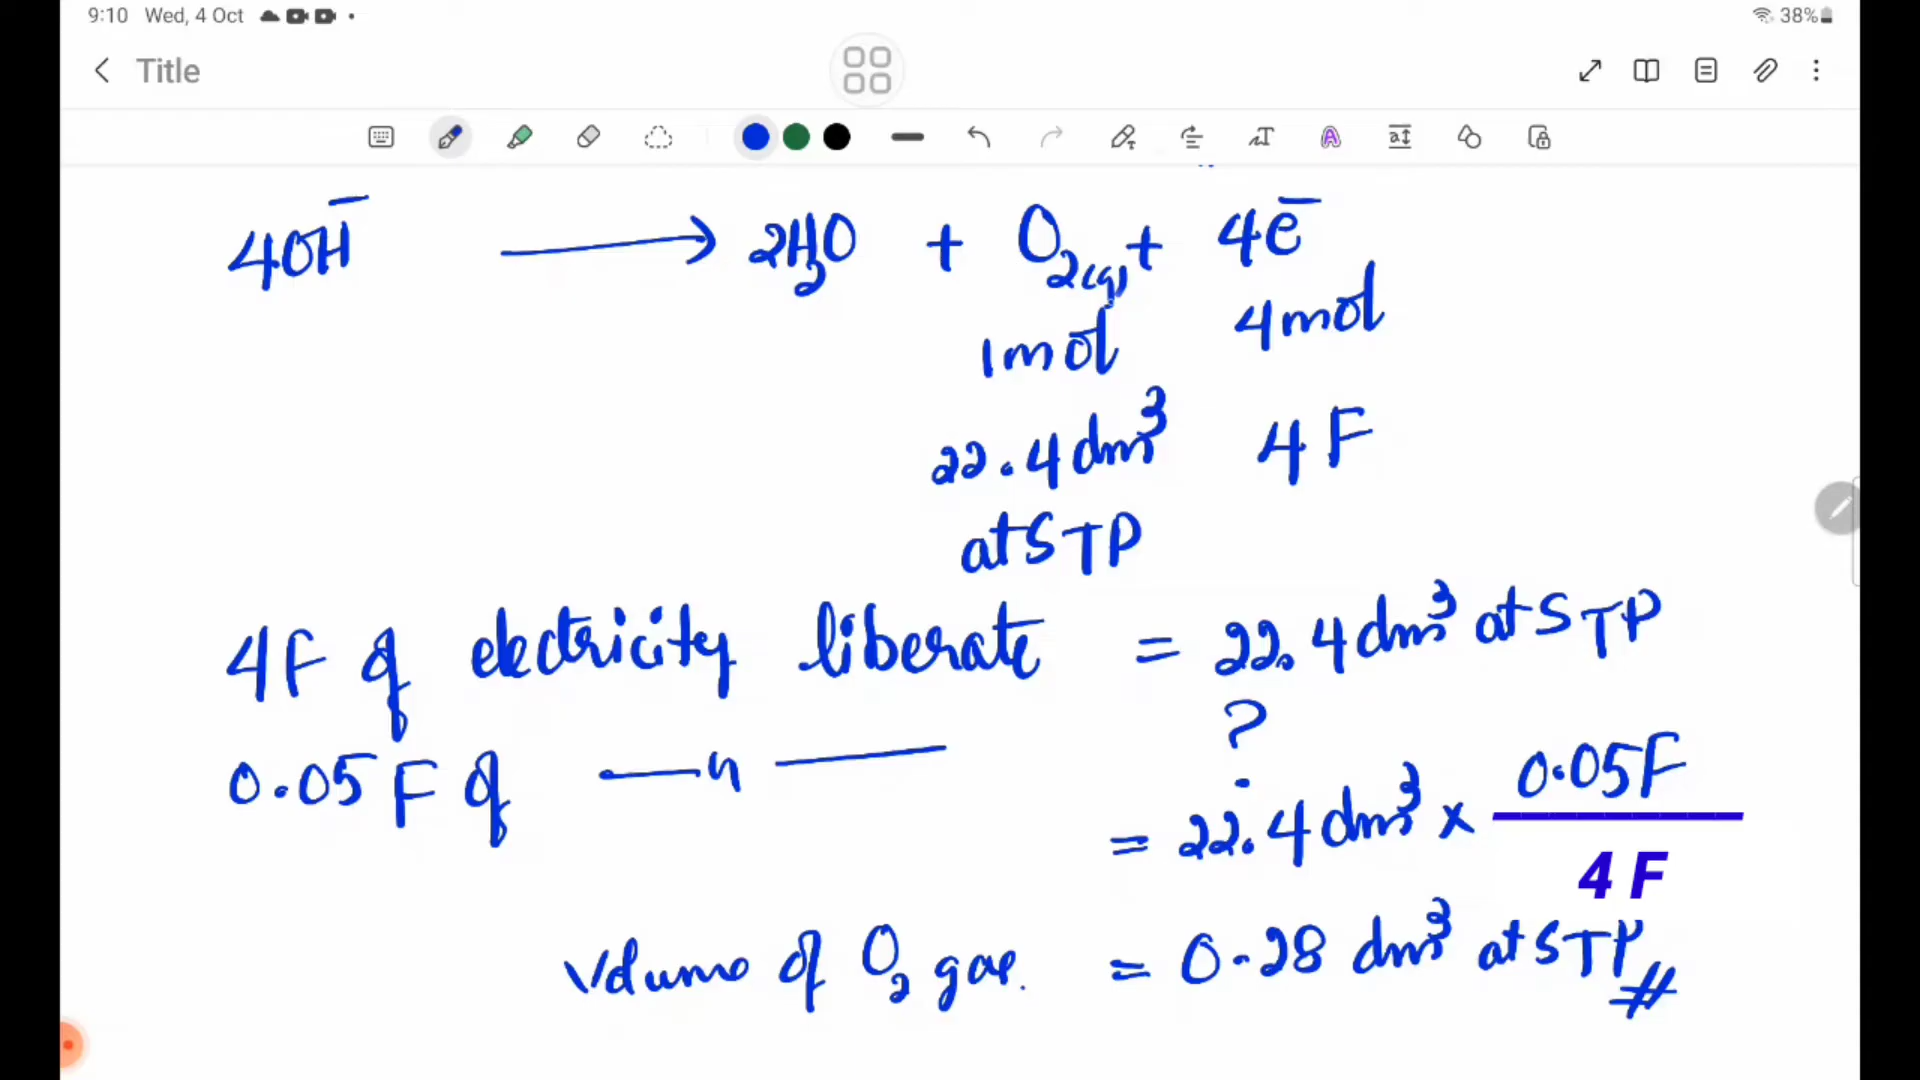 9:10 Wed, 4 Oct 38%
Title
4OH⁻ → 2H₂O + O₂(g) + 4e⁻
1mol 4mol
22.4dm³ 4F
at STP
4F of electricity liberate = 22.4dm³ at STP
?
0.05F of —〃—
= 22.4dm³ × 0.05F / 4F
Volume of O₂ gas. = 0.28 dm³ at STP//